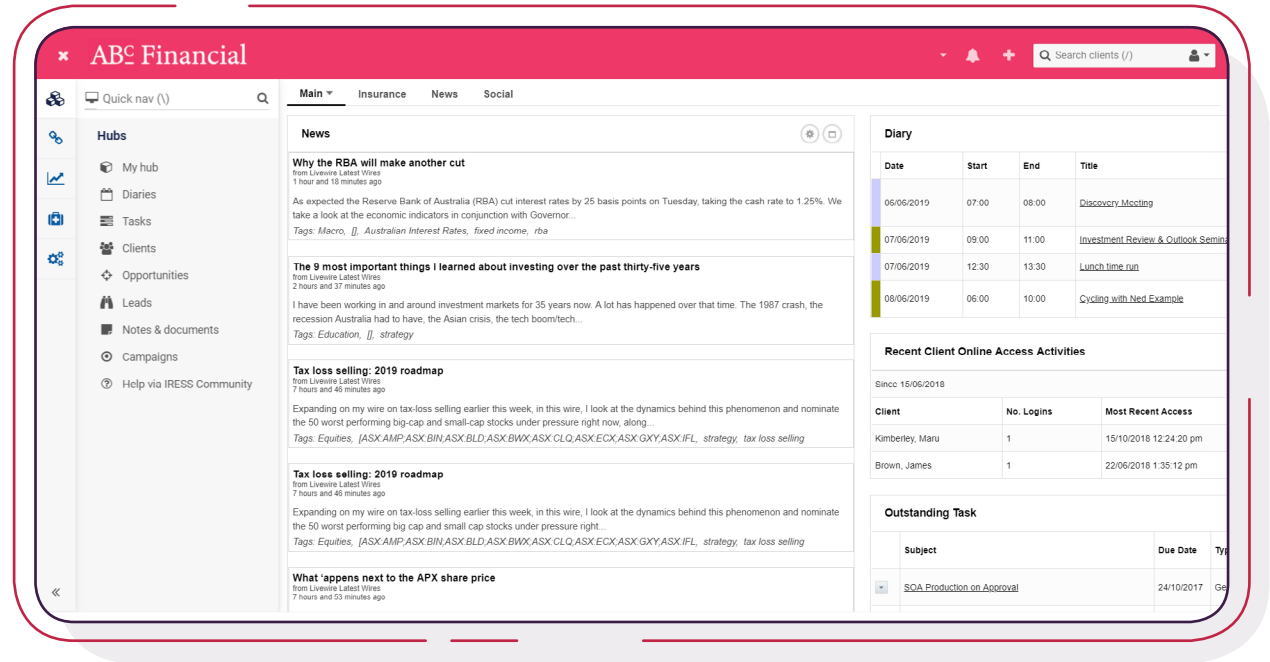 ABC Financial
Search clients (/)
Quick nav (\)
Main
Insurance
News
Social
Hubs
My hub
Diaries
Tasks
Clients
Opportunities
Leads
Notes & documents
Campaigns
Help via IRESS Community
News
Why the RBA will make another cut
from Livewire Latest Wires
1 hour and 18 minutes ago
As expected the Reserve Bank of Australia (RBA) cut interest rates by 25 basis points on Tuesday, taking the cash rate to 1.25%. We
take a look at the economic indicators in conjunction with Governor...
Tags: Macro, [], Australian Interest Rates, fixed income, rba
The 9 most important things I learned about investing over the past thirty-five years
from Livewire Latest Wires
2 hours and 37 minutes ago
I have been working in and around investment markets for 35 years now. A lot has happened over that time. The 1987 crash, the
recession Australia had to have, the Asian crisis, the tech boom/tech...
Tags: Education, [], strategy
Tax loss selling: 2019 roadmap
from Livewire Latest Wires
7 hours and 46 minutes ago
Expanding on my wire on tax-loss selling earlier this week, in this wire, I look at the dynamics behind this phenomenon and nominate
the 50 worst performing big-cap and small-cap stocks under pressure right now, along...
Tags: Equities, [ASX:AMP;ASX:BIN;ASX:BLD;ASX:BWX;ASX:CLQ;ASX:ECX;ASX:GXY;ASX:IFL, strategy, tax loss selling
Tax loss selling: 2019 roadmap
from Livewire Latest Wires
7 hours and 46 minutes ago
Expanding on my wire on tax-loss selling earlier this week, in this wire, I look at the dynamics behind this phenomenon and nominate
the 50 worst performing big cap and small cap stocks under pressure right...
Tags: Equities, [ASX:AMP;ASX:BIN;ASX:BLD;ASX:BWX;ASX:CLQ;ASX:ECX;ASX:GXY;ASX:IFL, strategy, tax loss selling
What 'appens next to the APX share price
from Livewire Latest Wires
7 hours and 53 minutes ago
Diary
Date Start End Title
06/06/2019 07:00 08:00 Discovery Meeting
07/06/2019 09:00 11:00 Investment Review & Outlook Semina
07/06/2019 12:30 13:30 Lunch time run
08/06/2019 06:00 10:00 Cycling with Ned Example
Recent Client Online Access Activities
Since 15/06/2018
Client No. Logins Most Recent Access
Kimberley, Maru 1 15/10/2018 12:24:20 pm
Brown, James 1 22/06/2018 1:35:12 pm
Outstanding Task
Subject Due Date Typ
SOA Production on Approval 24/10/2017 Ge